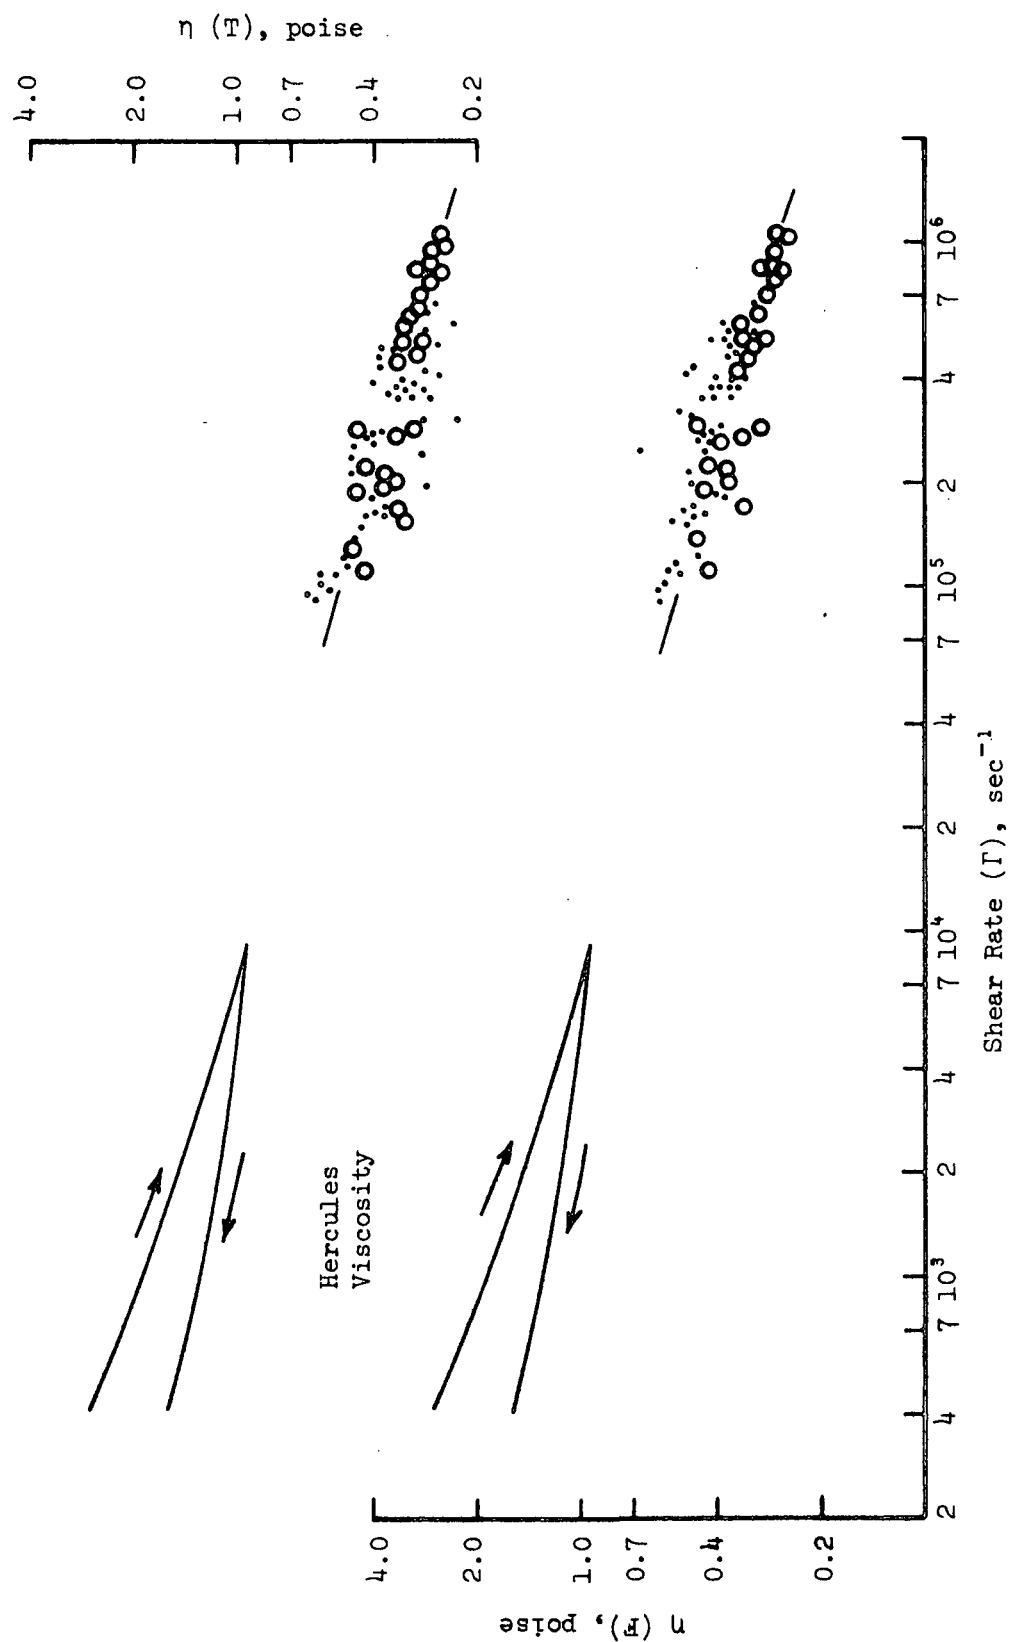 η (T), poise
4.0
2.0
1.0
0.7
0.4
0.2
Hercules
Viscosity
η (F), poise
4.0
2.0
1.0
0.7
0.4
0.2
2 4 7 10³ 2 4 7 10⁴ 2 4 7 10⁵ 2 4 7 10⁶
Shear Rate (Γ), sec⁻¹